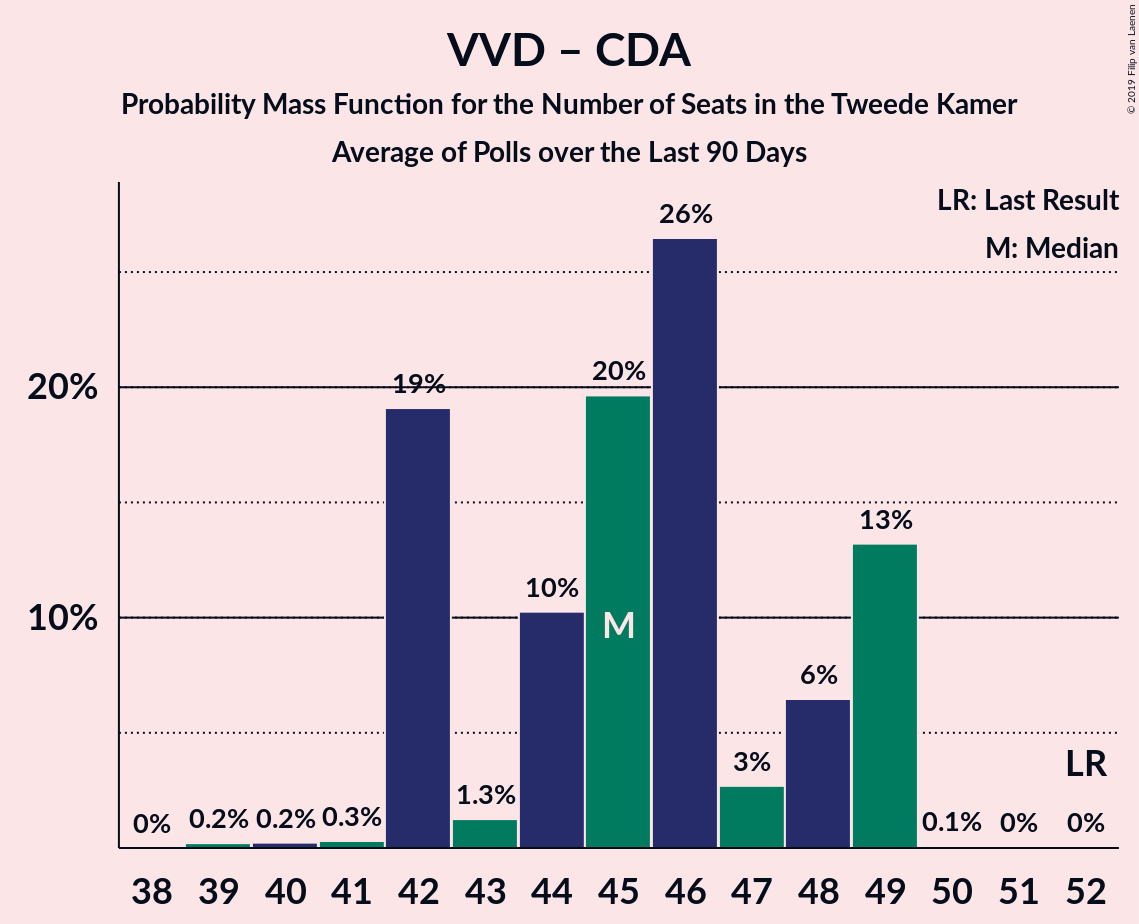 VVD – CDA
Probability Mass Function for the Number of Seats in the Tweede Kamer
Average of Polls over the Last 90 Days
© 2019 Filip van Laenen
LR: Last Result
M: Median
26%
20%
19%
20%
13%
10%
10%
M
6%
3%
LR
1.3%
0%
0.2%
0.2%
0.3%
0.1%
0%
0%
38 39 40 41 42 43 44 45 46 47 48 49 50 51 52